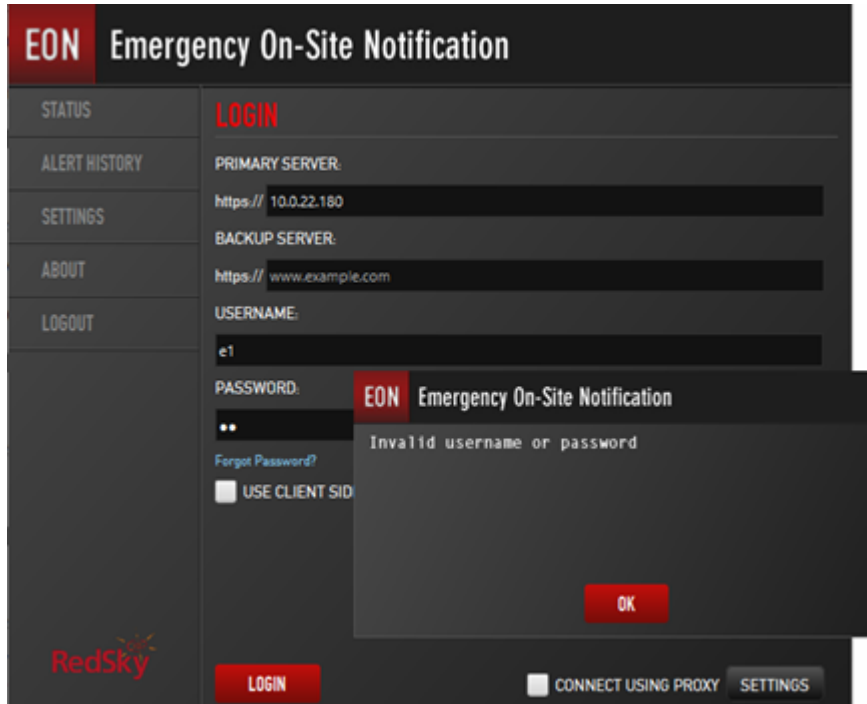 EON Emergency On-Site Notification
STATUS
ALERT HISTORY
SETTINGS
ABOUT
LOGOUT
RedSky
LOGIN
PRIMARY SERVER:
https:// 10.0.22.180
BACKUP SERVER:
https:// www.example.com
USERNAME:
e1
PASSWORD:
••
Forgot Password?
USE CLIENT SID
EON Emergency On-Site Notification
Invalid username or password
OK
LOGIN
CONNECT USING PROXY SETTINGS